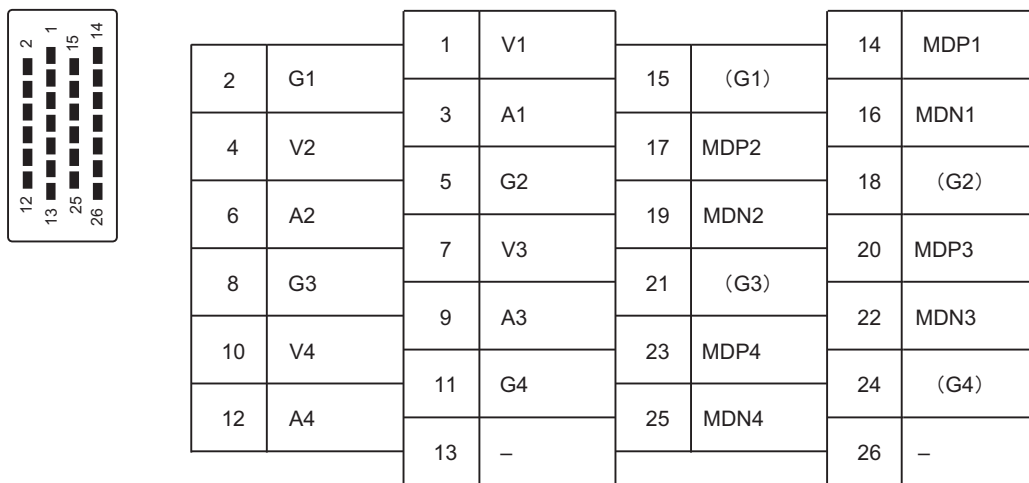 2 1 15 14
12 13 25 26
1 V1 14 MDP1
2 G1 15 （G1）
3 A1 16 MDN1
4 V2 17 MDP2
5 G2 18 （G2）
6 A2 19 MDN2
7 V3 20 MDP3
8 G3 21 （G3）
9 A3 22 MDN3
10 V4 23 MDP4
11 G4 24 （G4）
12 A4 25 MDN4
13 – 26 –